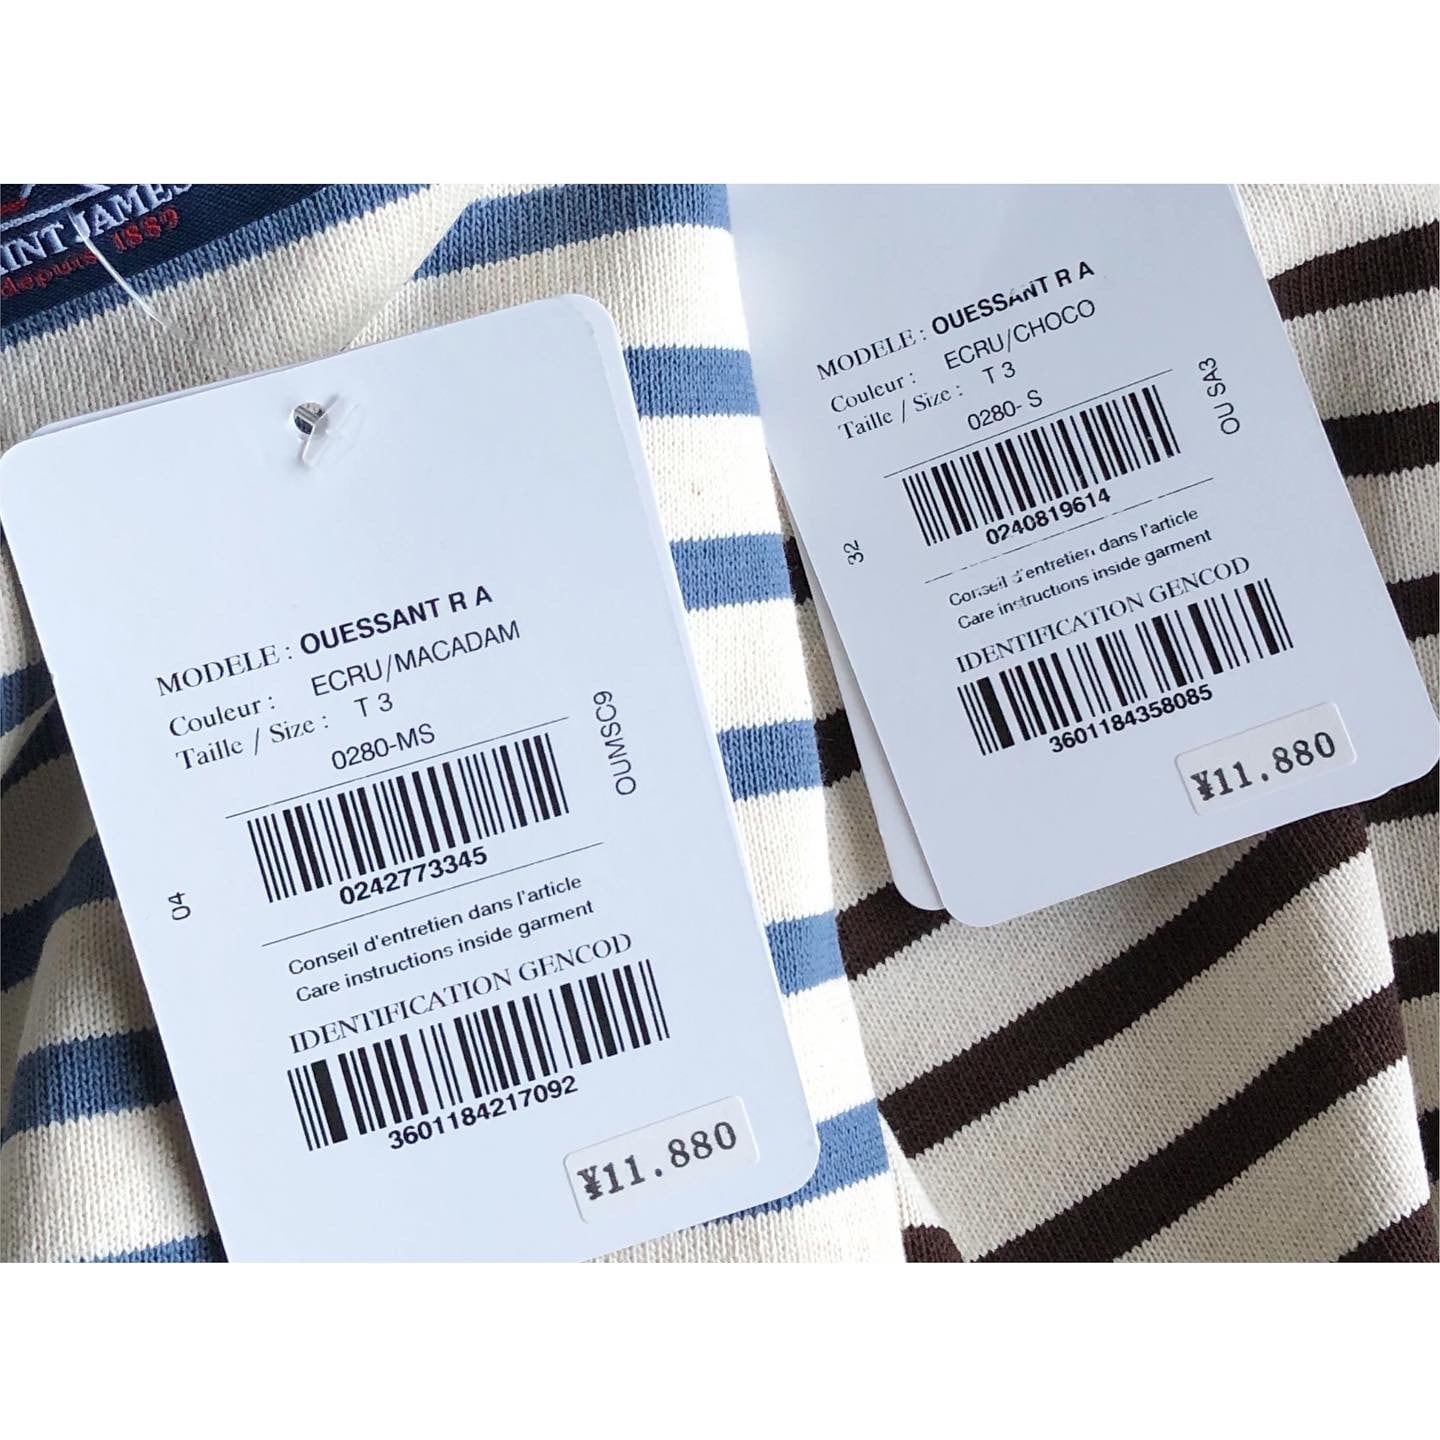 INT JAMES
depuis 1889
MODELE : OUESSANT R A
Couleur : ECRU/MACADAM
Taille / Size : T 3
0280-MS
OUMSC9
0242773345
04
Conseil d'entretien dans l'article
Care instructions inside garment
IDENTIFICATION GENCOD
3601184217092
¥11.880
MODELE : OUESSANT R A
Couleur : ECRU/CHOCO
Taille / Size : T 3
0280- S
OU SA3
0240819614
32
Conseil d'entretien dans l'article
Care instructions inside garment
IDENTIFICATION GENCOD
3601184358085
¥11.880